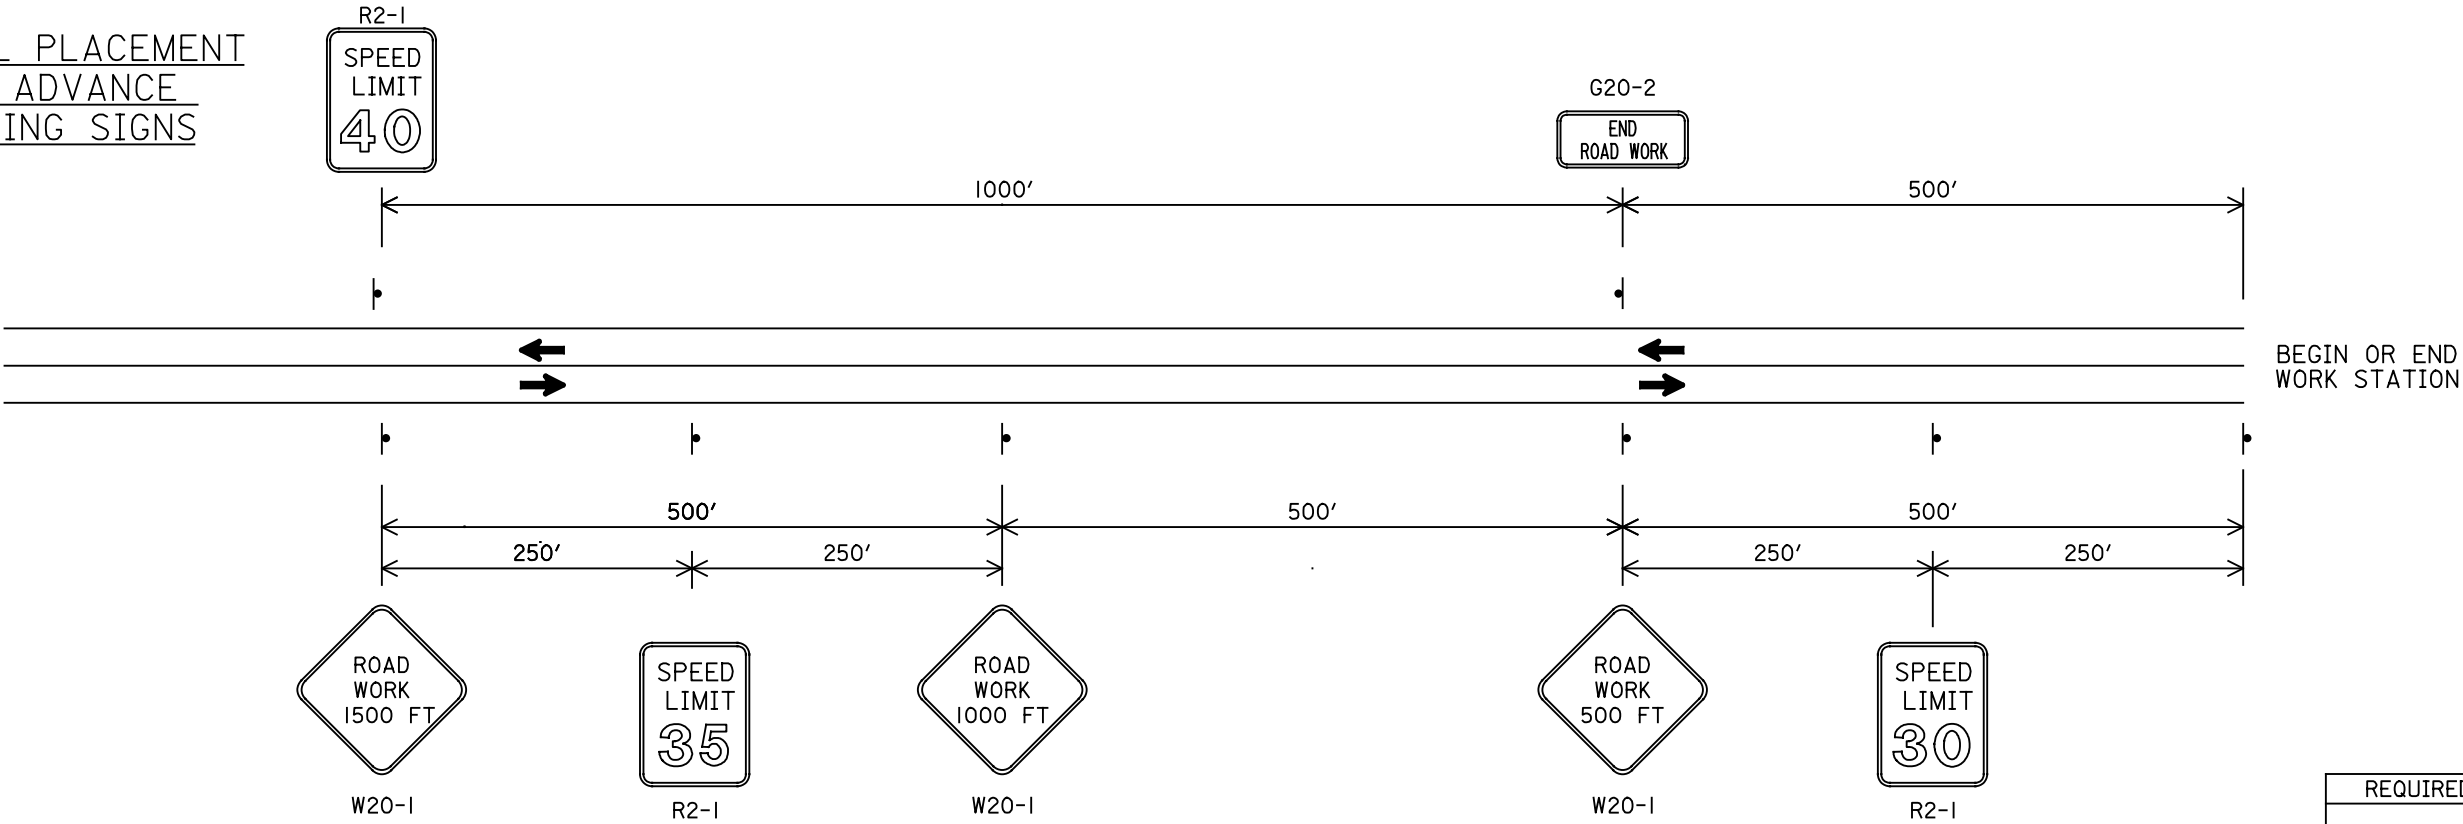 R2-1
PLACEMENT
ADVANCE
SIGNS
SPEED
LIMIT
40
G20-2
END
ROAD WORK
1000'
500'
BEGIN OR END
WORK STATION
500'
500'
500'
250'
250'
250'
250'
ROAD
WORK
1500 FT
W20-1
SPEED
LIMIT
35
R2-1
ROAD
WORK
1000 FT
W20-1
ROAD
WORK
500 FT
W20-1
SPEED
LIMIT
30
R2-1
REQUIRED